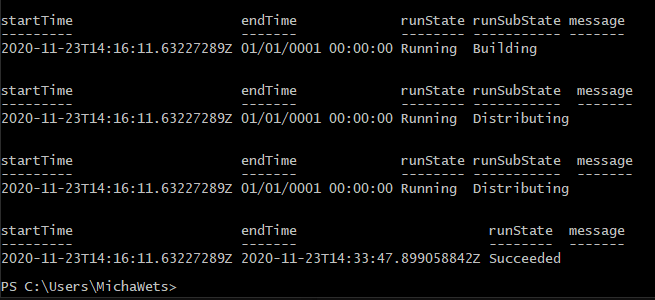 startTime endTime runState runSubState message
--------- ------- -------- ----------- -------
2020-11-23T14:16:11.63227289Z 01/01/0001 00:00:00 Running Building
startTime endTime runState runSubState message
--------- ------- -------- ----------- -------
2020-11-23T14:16:11.63227289Z 01/01/0001 00:00:00 Running Distributing
startTime endTime runState runSubState message
--------- ------- -------- ----------- -------
2020-11-23T14:16:11.63227289Z 01/01/0001 00:00:00 Running Distributing
startTime endTime runState message
--------- ------- -------- -------
2020-11-23T14:16:11.63227289Z 2020-11-23T14:33:47.899058842Z Succeeded
PS C:\Users\MichaWets>